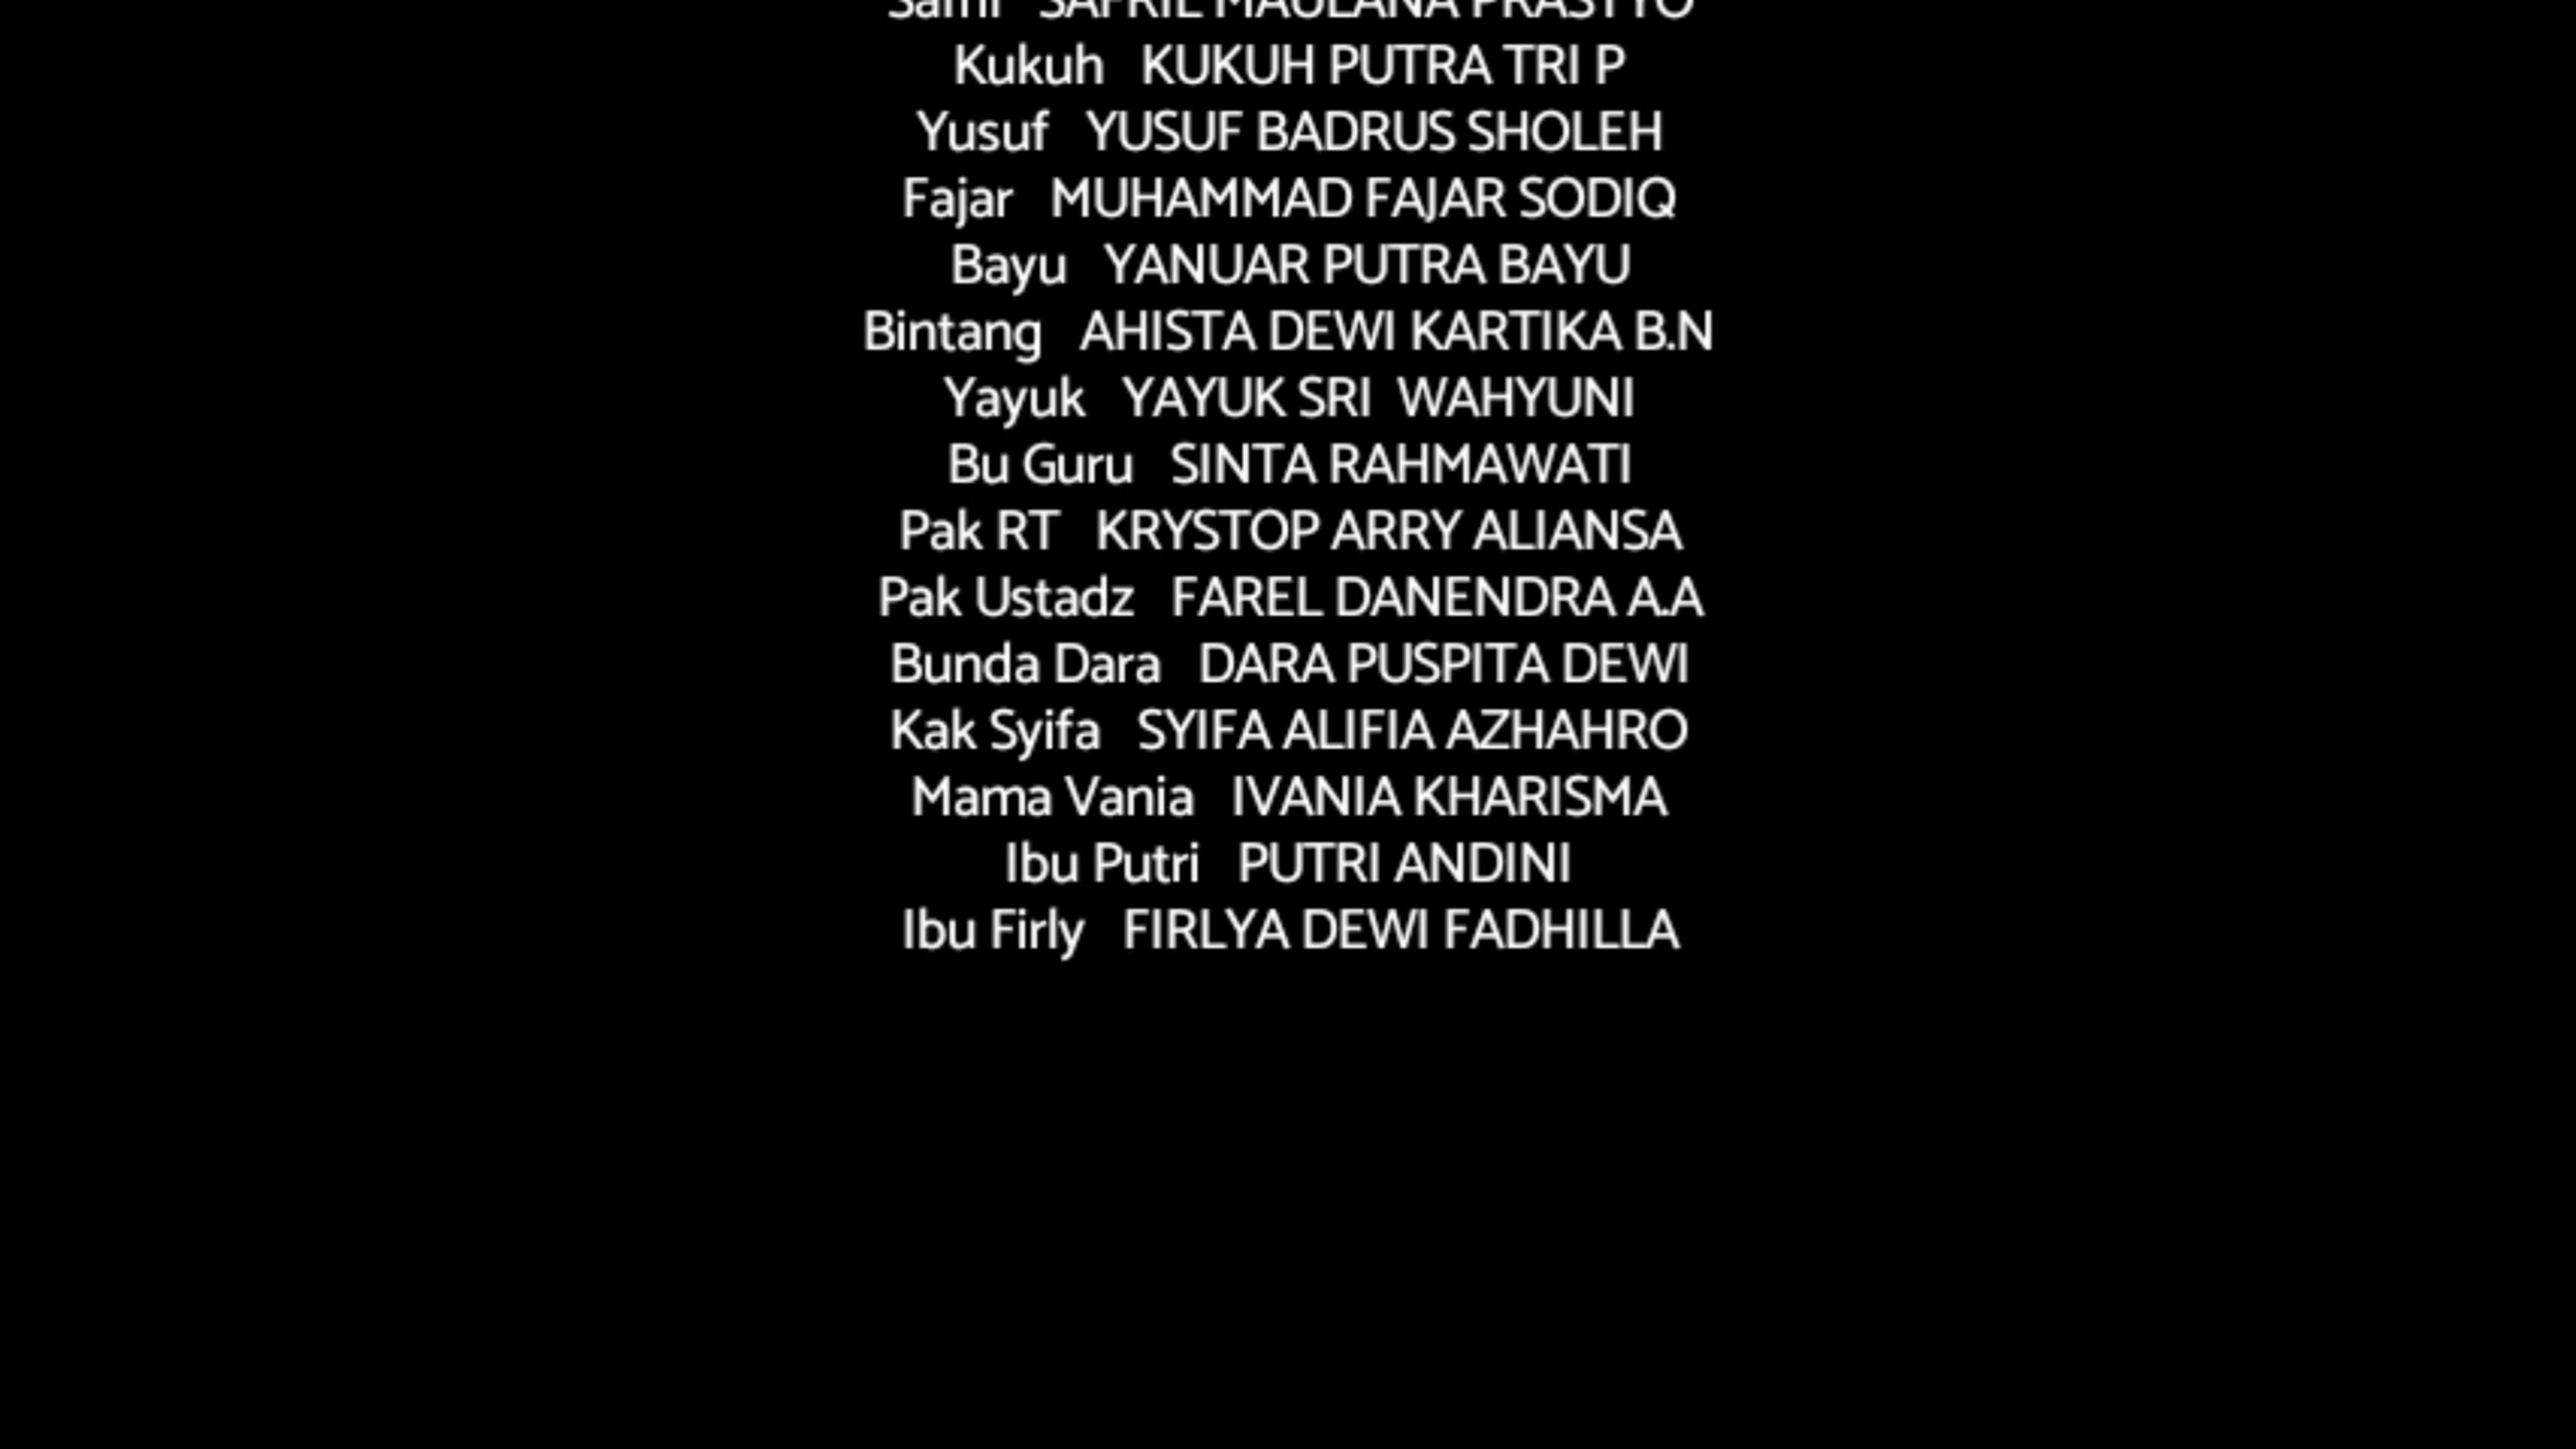 SAFRIL MAULANA PRASTYO
Kukuh KUKUH PUTRA TRI P
Yusuf YUSUF BADRUS SHOLEH
Fajar MUHAMMAD FAJAR SODIQ
Bayu YANUAR PUTRA BAYU
Bintang AHISTA DEWI KARTIKA B.N
Yayuk YAYUK SRI WAHYUNI
Bu Guru SINTA RAHMAWATI
Pak RT KRYSTOP ARRY ALIANSA
Pak Ustadz FAREL DANENDRA A.A
Bunda Dara DARA PUSPITA DEWI
Kak Syifa SYIFA ALIFIA AZHAHRO
Mama Vania IVANIA KHARISMA
Ibu Putri PUTRI ANDINI
Ibu Firly FIRLYA DEWI FADHILLA